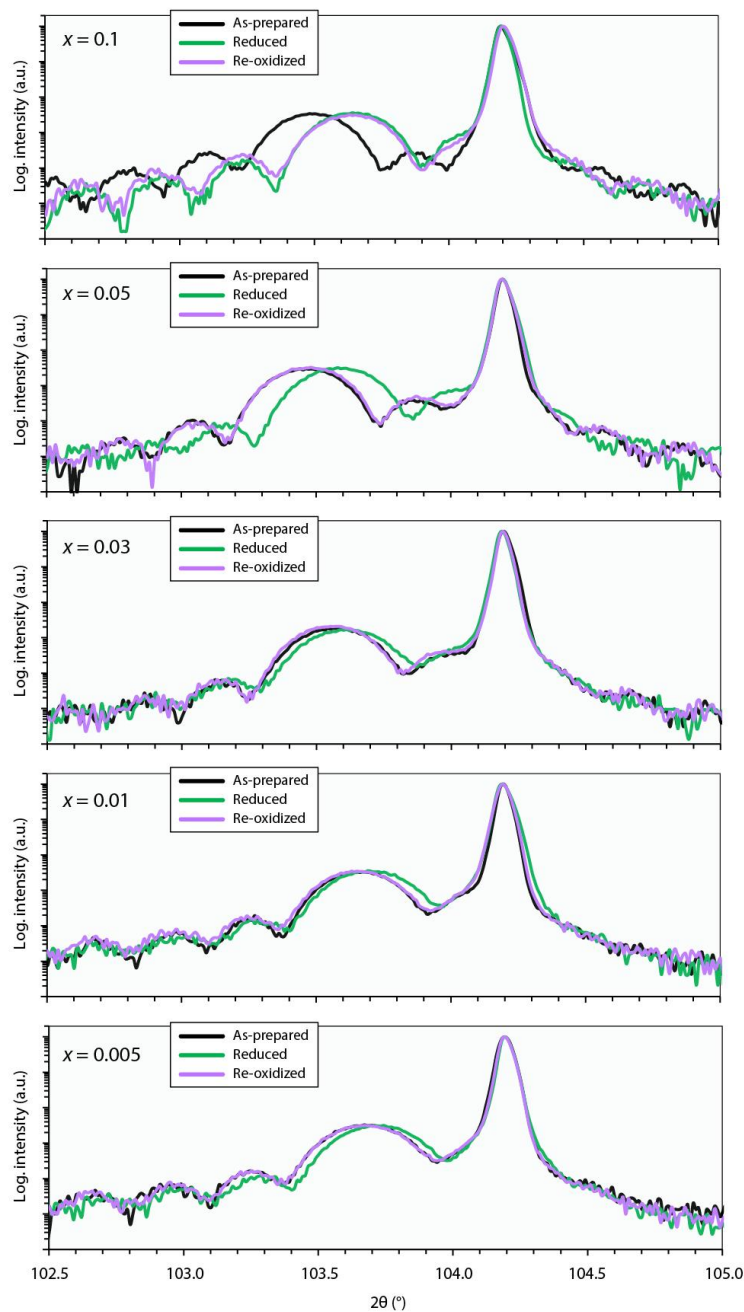 x = 0.1
As-prepared
Reduced
Re-oxidized
Log. intensity (a.u.)
x = 0.05
As-prepared
Reduced
Re-oxidized
Log. intensity (a.u.)
x = 0.03
As-prepared
Reduced
Re-oxidized
Log. intensity (a.u.)
x = 0.01
As-prepared
Reduced
Re-oxidized
Log. intensity (a.u.)
x = 0.005
As-prepared
Reduced
Re-oxidized
Log. intensity (a.u.)
102.5 103.0 103.5 104.0 104.5 105.0
2θ (°)